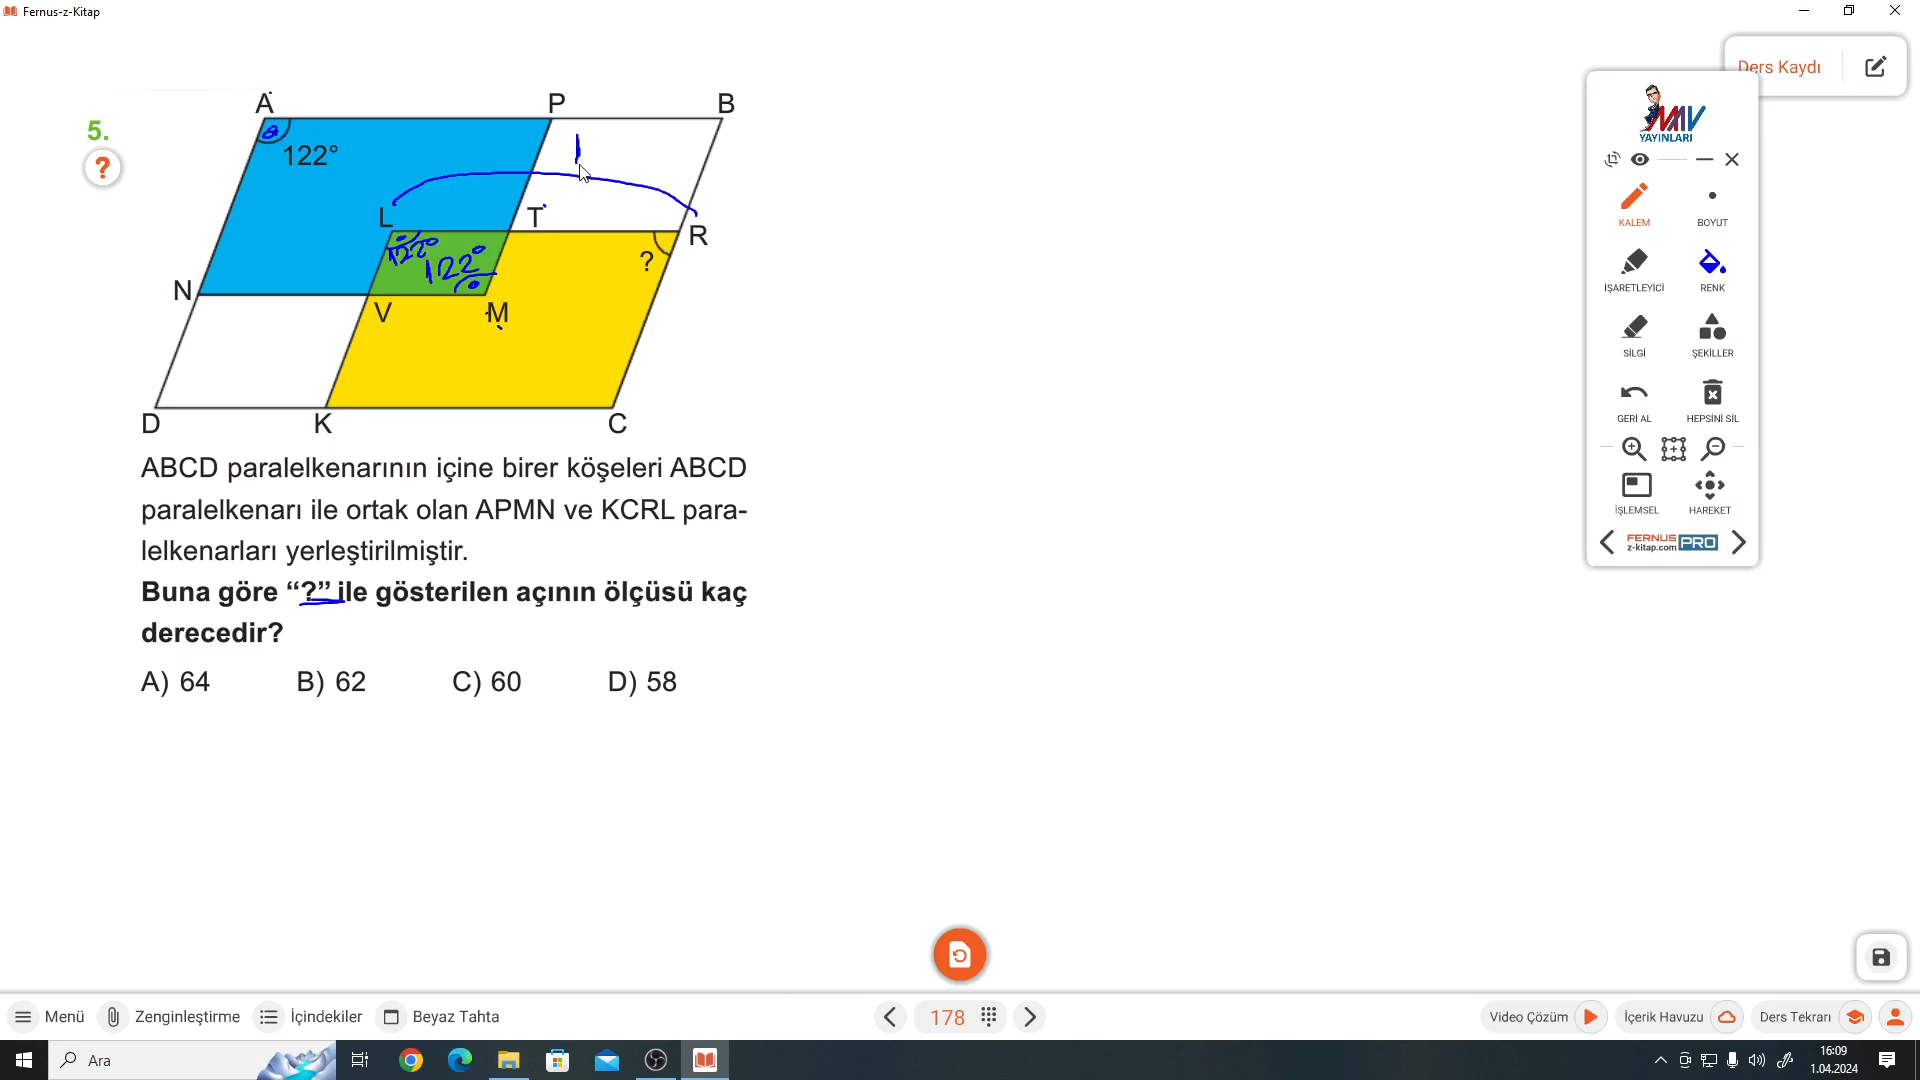 Fernus-z-Kitap
Ders Kaydı
MAV
YAYINLARI
KALEM
BOYUT
İŞARETLEYİCİ
RENK
SİLGİ
ŞEKİLLER
GERİ AL
HEPSİNİ SİL
İŞLEMSEL
HAREKET
FERNUS
z-kitap.com PRO
5.
?
A
P
B
122°
L
T
R
122°
122°
?
N
V
M
D
K
C
ABCD paralelkenarının içine birer köşeleri ABCD
paralelkenarı ile ortak olan APMN ve KCRL para-
lelkenarları yerleştirilmiştir.
Buna göre “?” ile gösterilen açının ölçüsü kaç
derecedir?
A) 64 B) 62 C) 60 D) 58
Menü Zenginleştirme İçindekiler Beyaz Tahta 178 Video Çözüm İçerik Havuzu Ders Tekrarı
Ara
16:09
1.04.2024